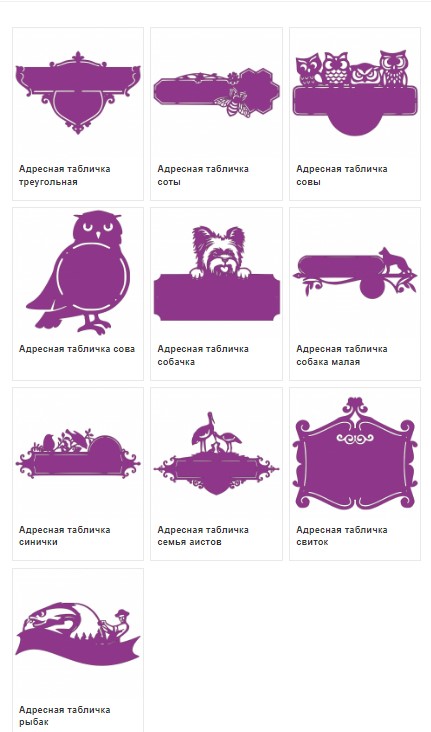 Адресная табличка
треугольная
Адресная табличка
соты
Адресная табличка
совы
Адресная табличка сова
Адресная табличка
собачка
Адресная табличка
собака малая
Адресная табличка
синички
Адресная табличка
семья аистов
Адресная табличка
свиток
Адресная табличка
рыбак